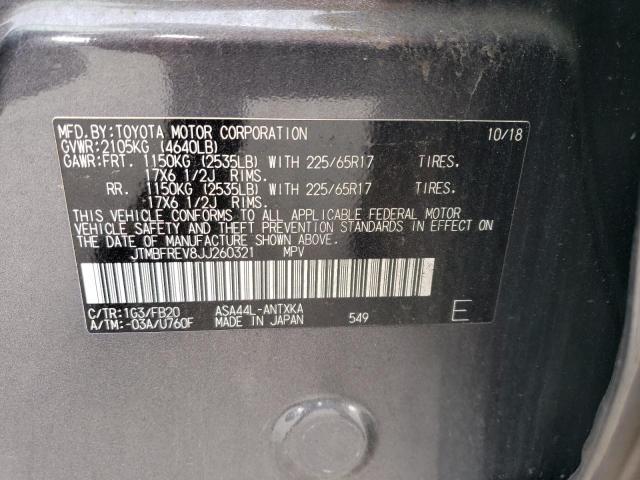 MFD. BY: TOYOTA MOTOR CORPORATION 10/18
GVWR: 2105KG (4640LB)
GAWR: FRT. 1150KG (2535LB) WITH 225/65R17 TIRES.
17X6 1/2J RIMS.
RR. 1150KG (2535LB) WITH 225/65R17 TIRES.
17X6 1/2J RIMS.
THIS VEHICLE CONFORMS TO ALL APPLICABLE FEDERAL MOTOR
VEHICLE SAFETY AND THEFT PREVENTION STANDARDS IN EFFECT
ON THE DATE OF MANUFACTURE SHOWN ABOVE.
JTMBFREV8JJ260321 MPV
C/TR: 1G3/FB20 ASA44L-ANTXKA
A/TM: -03A/U760F MADE IN JAPAN 549 E